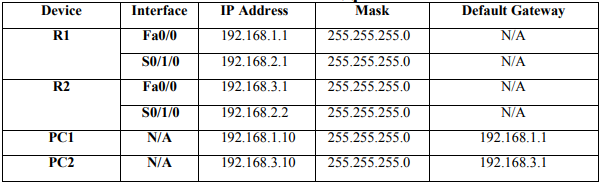 Device Interface IP Address Mask Default Gateway
R1 Fa0/0 192.168.1.1 255.255.255.0 N/A
S0/1/0 192.168.2.1 255.255.255.0 N/A
R2 Fa0/0 192.168.3.1 255.255.255.0 N/A
S0/1/0 192.168.2.2 255.255.255.0 N/A
PC1 N/A 192.168.1.10 255.255.255.0 192.168.1.1
PC2 N/A 192.168.3.10 255.255.255.0 192.168.3.1